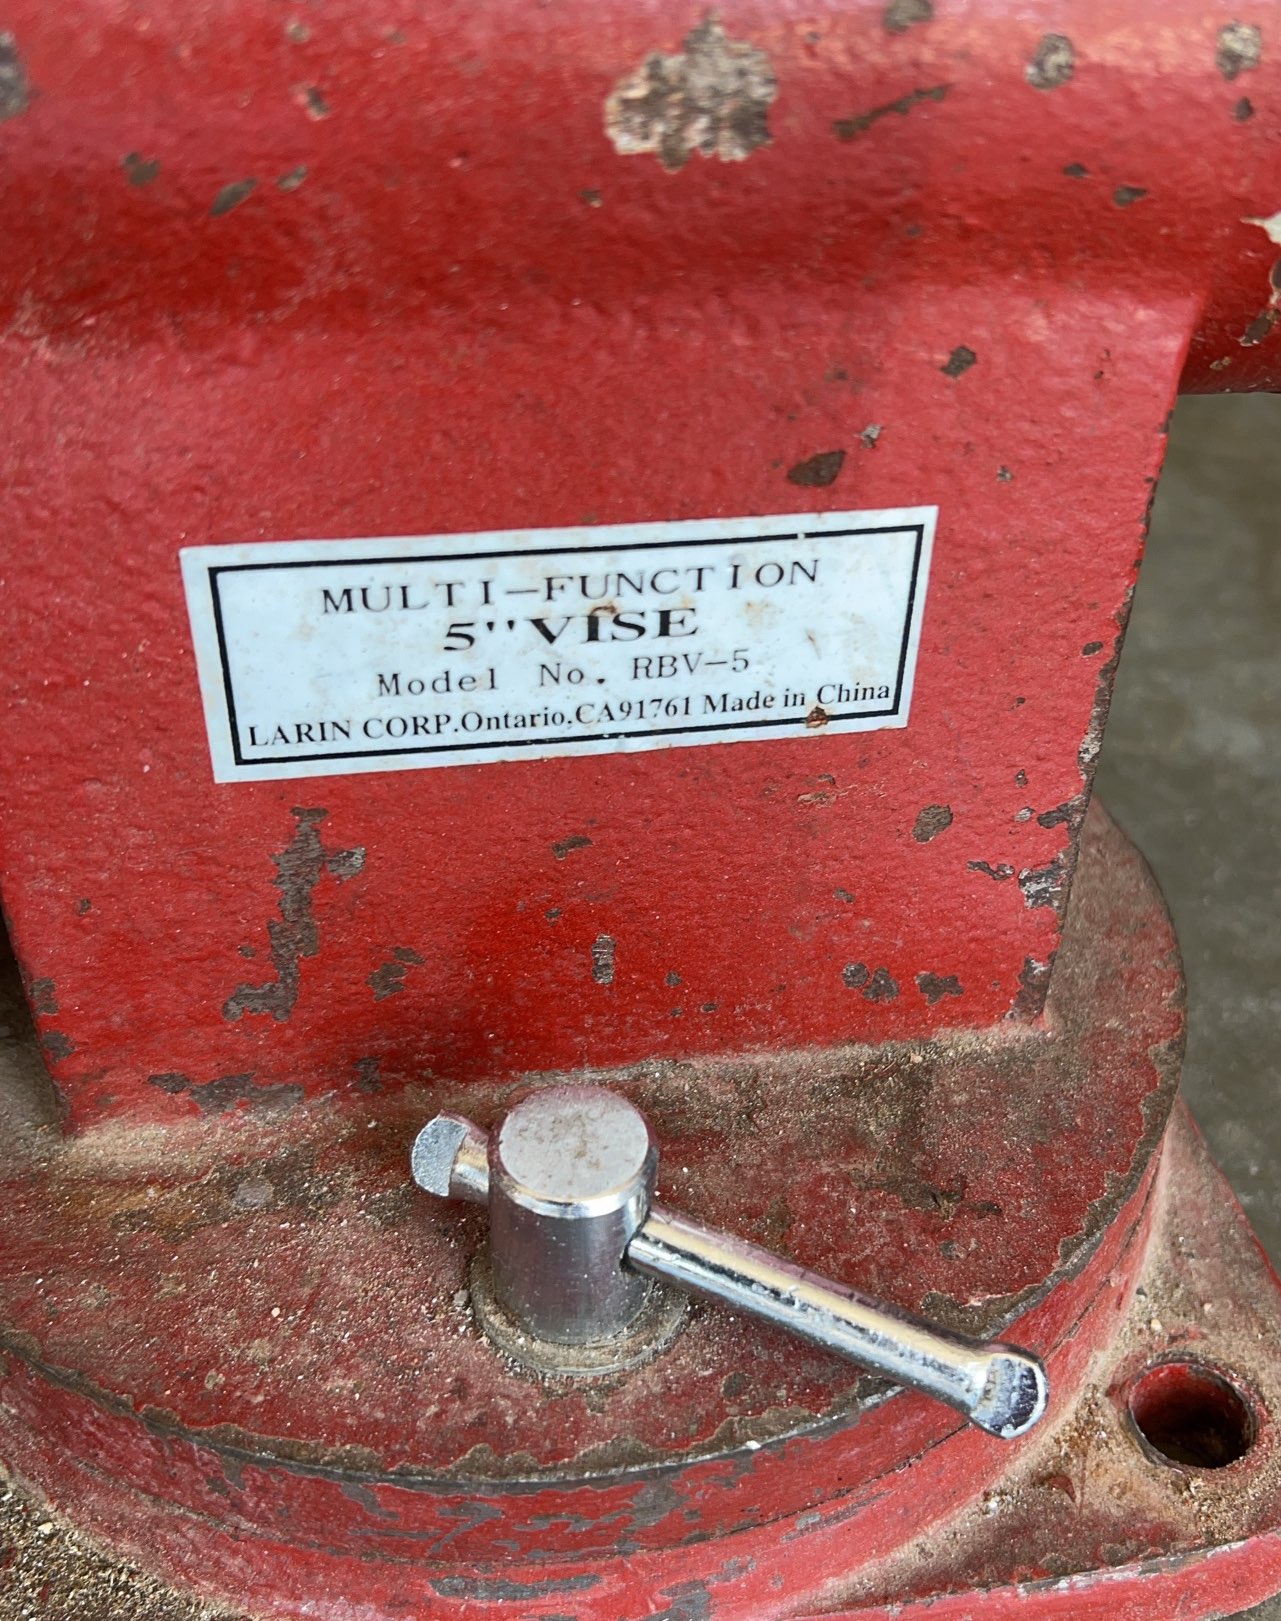 MULTI-FUNCTION
5"VISE
Model No. RBV-5
LARIN CORP.Ontario,CA91761 Made in China